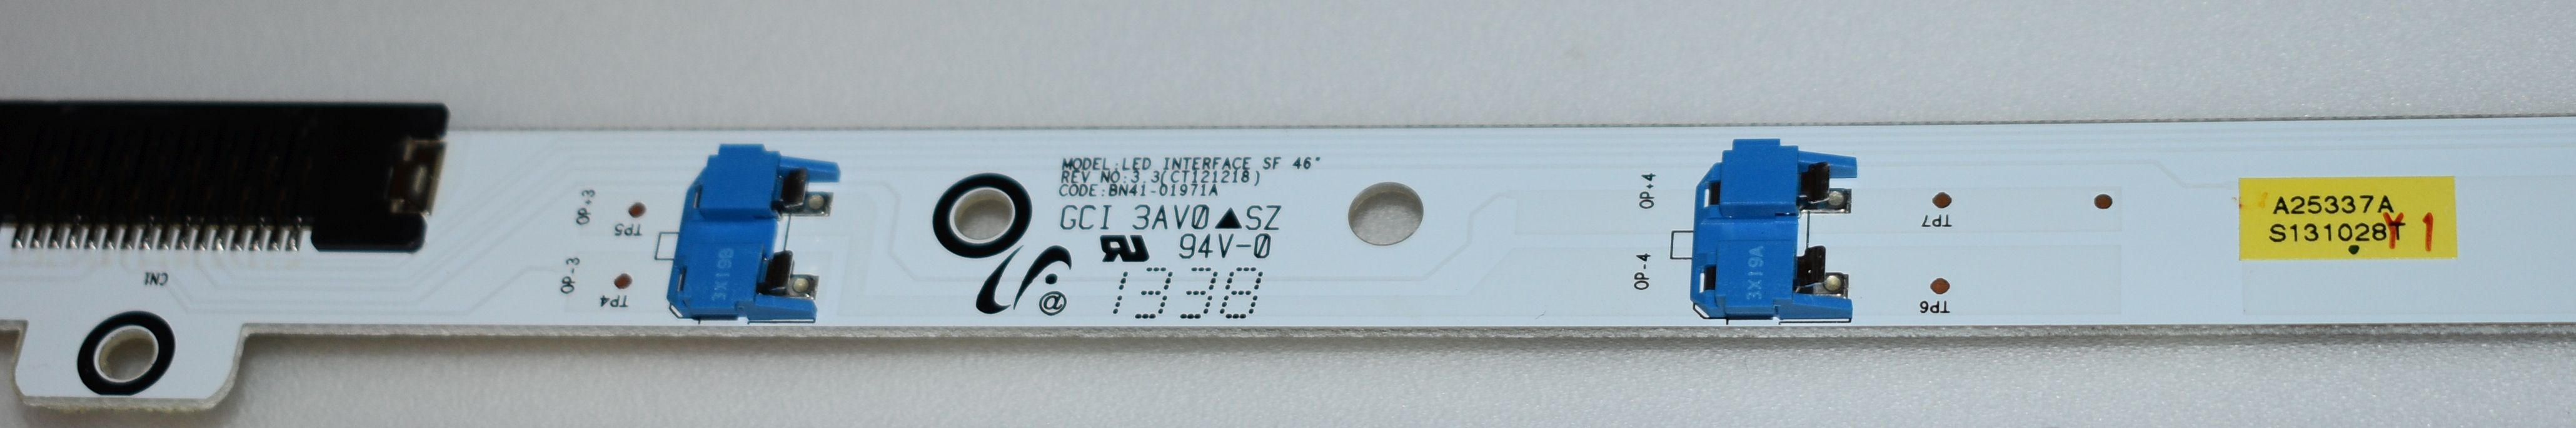 CN1
OP+3
TP5
OP-3
TP4
3X19B
MODEL:LED INTERFACE SF 46"
REV NO:3.3(CT121218)
CODE:BN41-01971A
GCI 3AV0▲SZ
94V-0
@ 1338
OP+4
OP-4
3X19A
TP7
TP6
A25337A
S131028T
Y 1